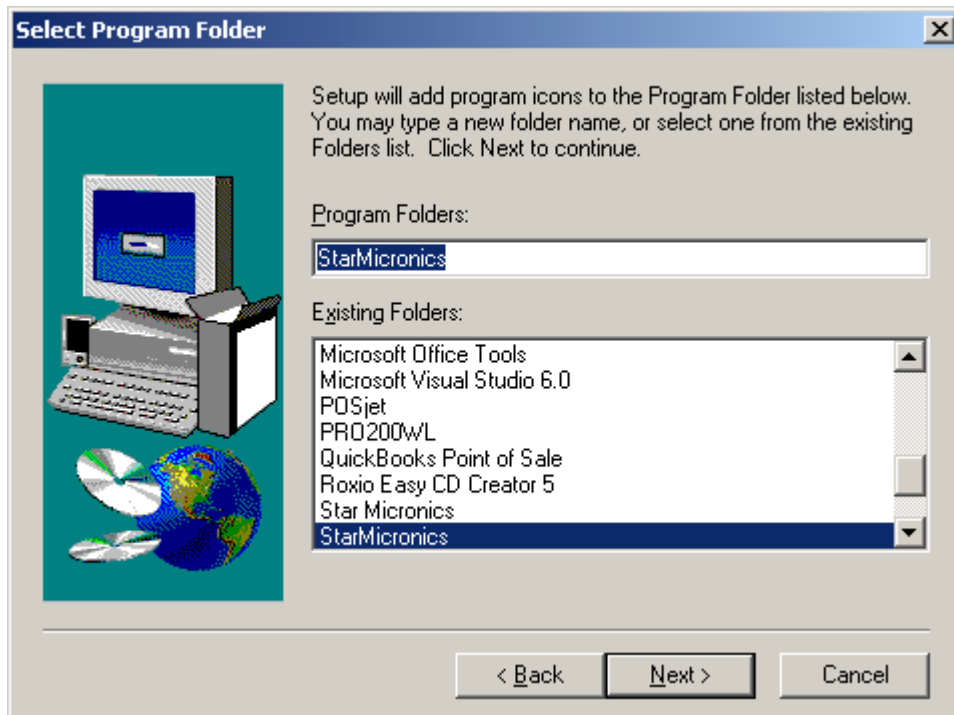 Select Program Folder
Setup will add program icons to the Program Folder listed below.
You may type a new folder name, or select one from the existing
Folders list.  Click Next to continue.
Program Folders:
StarMicronics
Existing Folders:
Microsoft Office Tools
Microsoft Visual Studio 6.0
POSjet
PRO200WL
QuickBooks Point of Sale
Roxio Easy CD Creator 5
Star Micronics
StarMicronics
< Back
Next >
Cancel